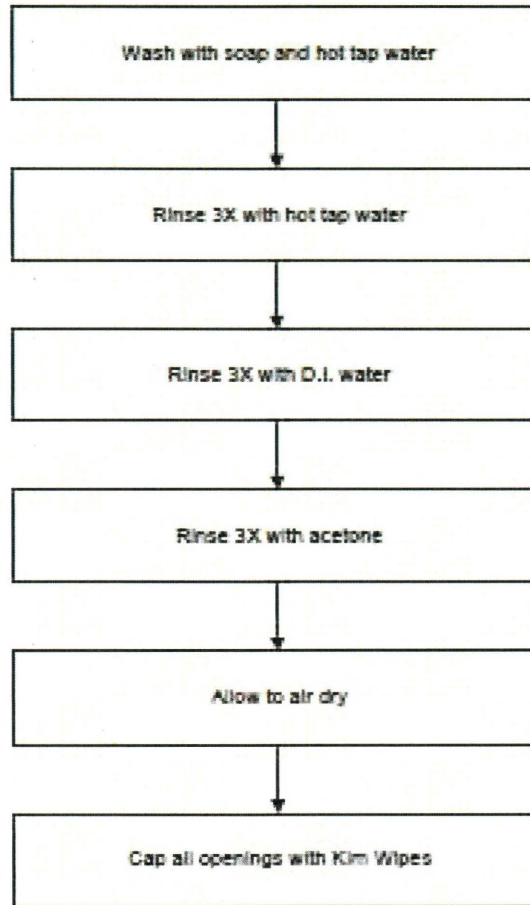 Wash with soap and hot tap water
Rinse 3X with hot tap water
Rinse 3X with D.I. water
Rinse 3X with acetone
Allow to air dry
Cap all openings with Kim Wipes